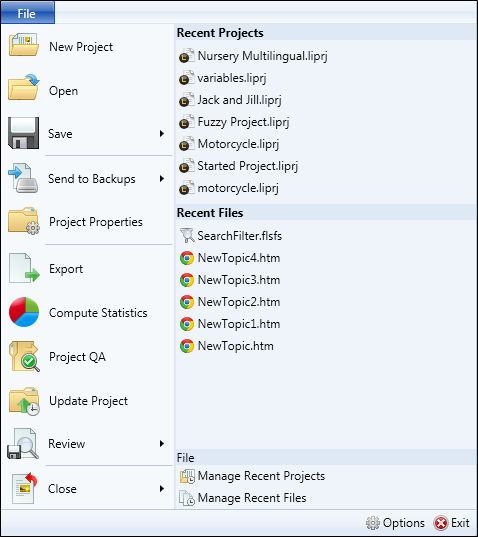 File
New Project
Open
Save
Send to Backups
Project Properties
Export
Compute Statistics
Project QA
Update Project
Review
Close
Recent Projects
Nursery Multilingual.liprj
variables.liprj
Jack and Jill.liprj
Fuzzy Project.liprj
Motorcycle.liprj
Started Project.liprj
motorcycle.liprj
Recent Files
SearchFilter.flsfs
NewTopic4.htm
NewTopic3.htm
NewTopic2.htm
NewTopic1.htm
NewTopic.htm
File
Manage Recent Projects
Manage Recent Files
Options Exit